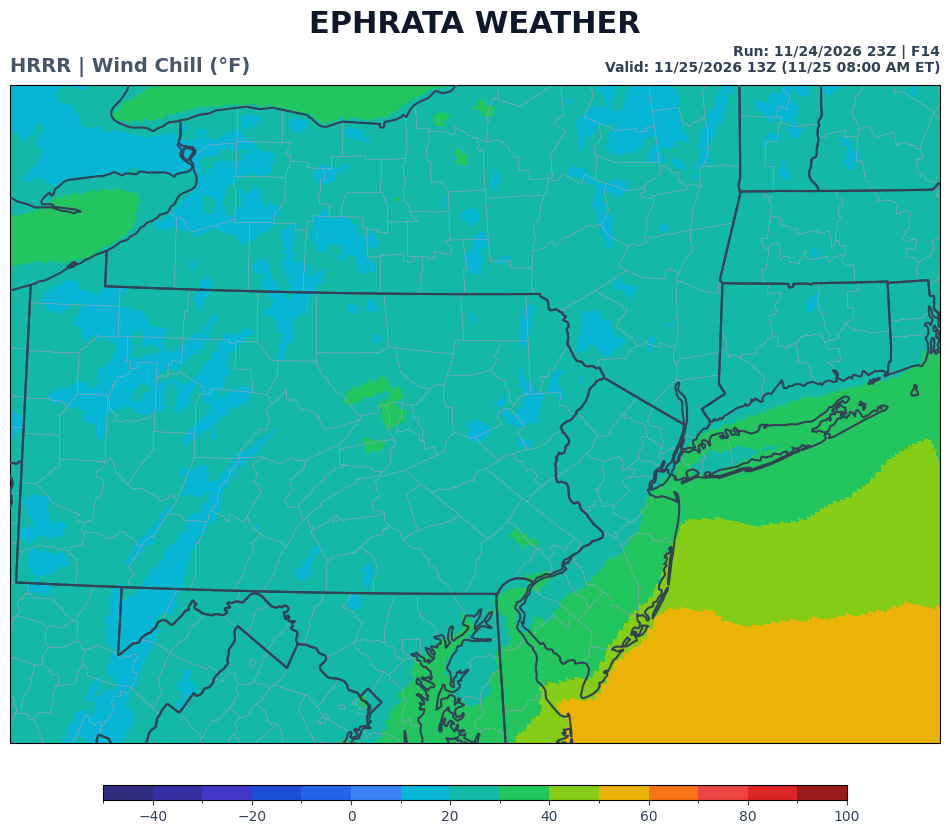 EPHRATA WEATHER
HRRR | Wind Chill (°F)
Run: 11/24/2026 23Z | F14
Valid: 11/25/2026 13Z (11/25 08:00 AM ET)
−40 −20 0 20 40 60 80 100